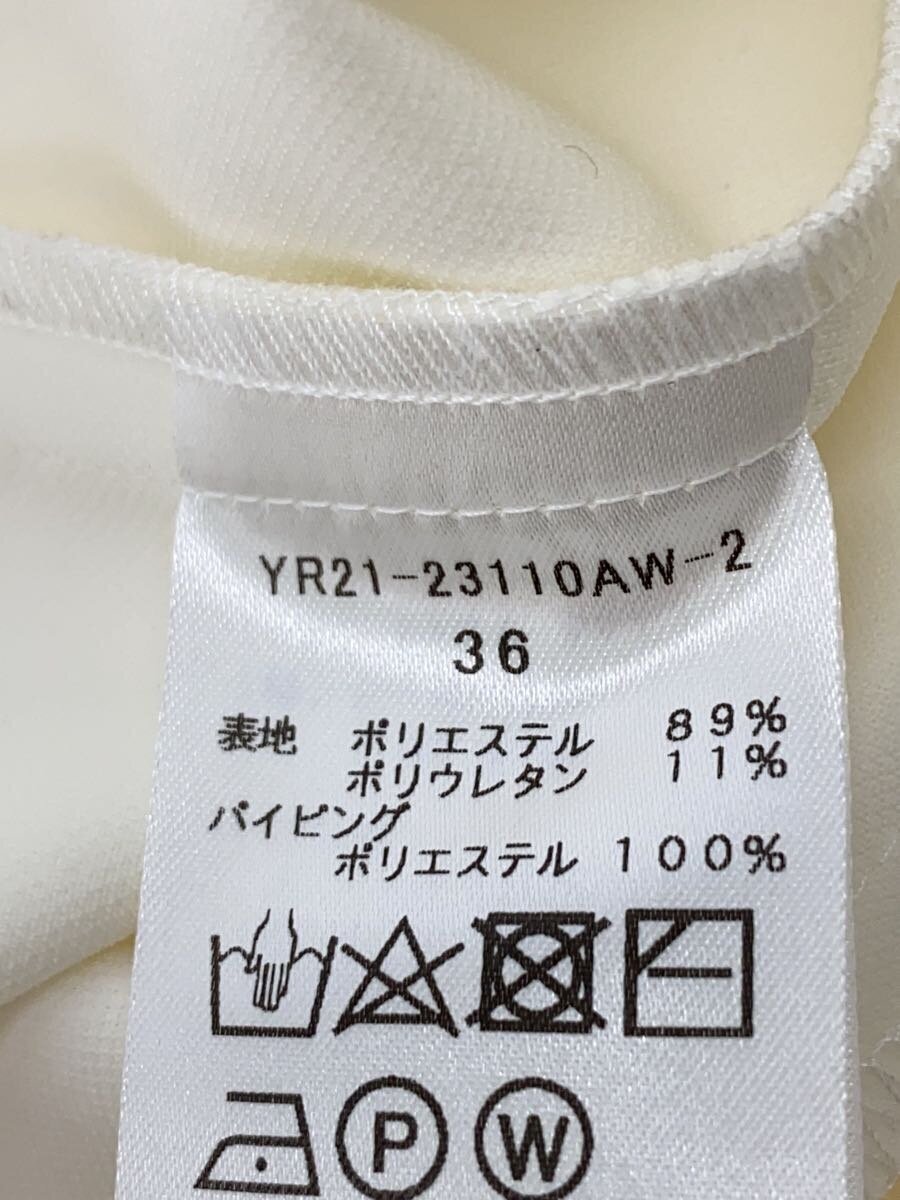 YR21-23110AW-2
36
表地 ポリエステル 89%
ポリウレタン 11%
パイピング
ポリエステル 100%
P W